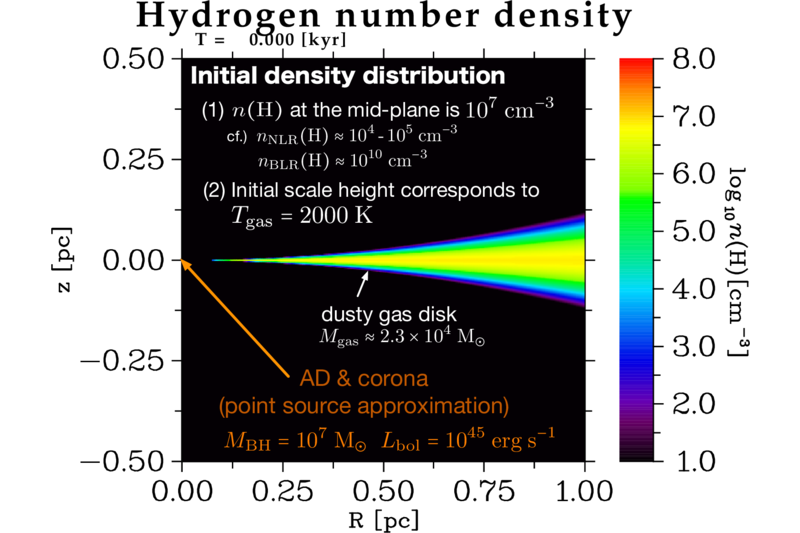 Hydrogen number density
T = 0.000 [kyr]
Initial density distribution
(1) n(H) at the mid-plane is 10⁷ cm⁻³
cf.) n_NLR(H) ≈ 10⁴ - 10⁵ cm⁻³
n_BLR(H) ≈ 10¹⁰ cm⁻³
(2) Initial scale height corresponds to
T_gas = 2000 K
dusty gas disk
M_gas ≈ 2.3 × 10⁴ M_⊙
AD & corona
(point source approximation)
M_BH = 10⁷ M_⊙ L_bol = 10⁴⁵ erg s⁻¹
0.50
0.25
0.00
−0.25
−0.50
z [pc]
0.00 0.25 0.50 0.75 1.00
R [pc]
8.0
7.0
6.0
5.0
4.0
3.0
2.0
1.0
log₁₀n(H)[cm⁻³]